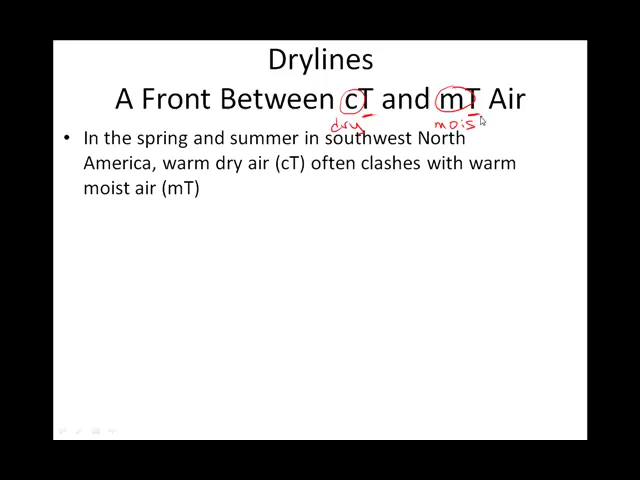 Drylines
A Front Between cT and mT Air
dry mois
• In the spring and summer in southwest North
America, warm dry air (cT) often clashes with warm
moist air (mT)